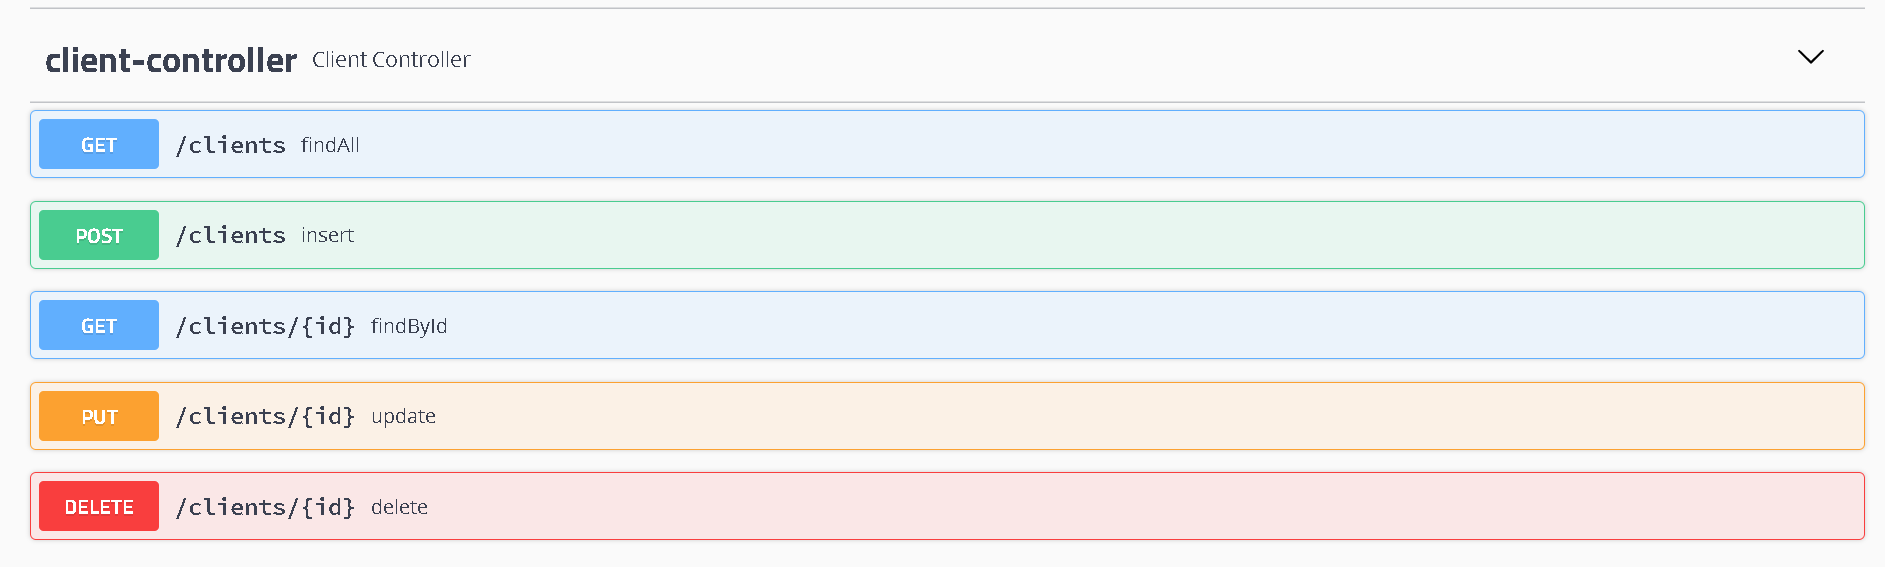 client-controller Client Controller
GET /clients findAll
POST /clients insert
GET /clients/{id} findById
PUT /clients/{id} update
DELETE /clients/{id} delete